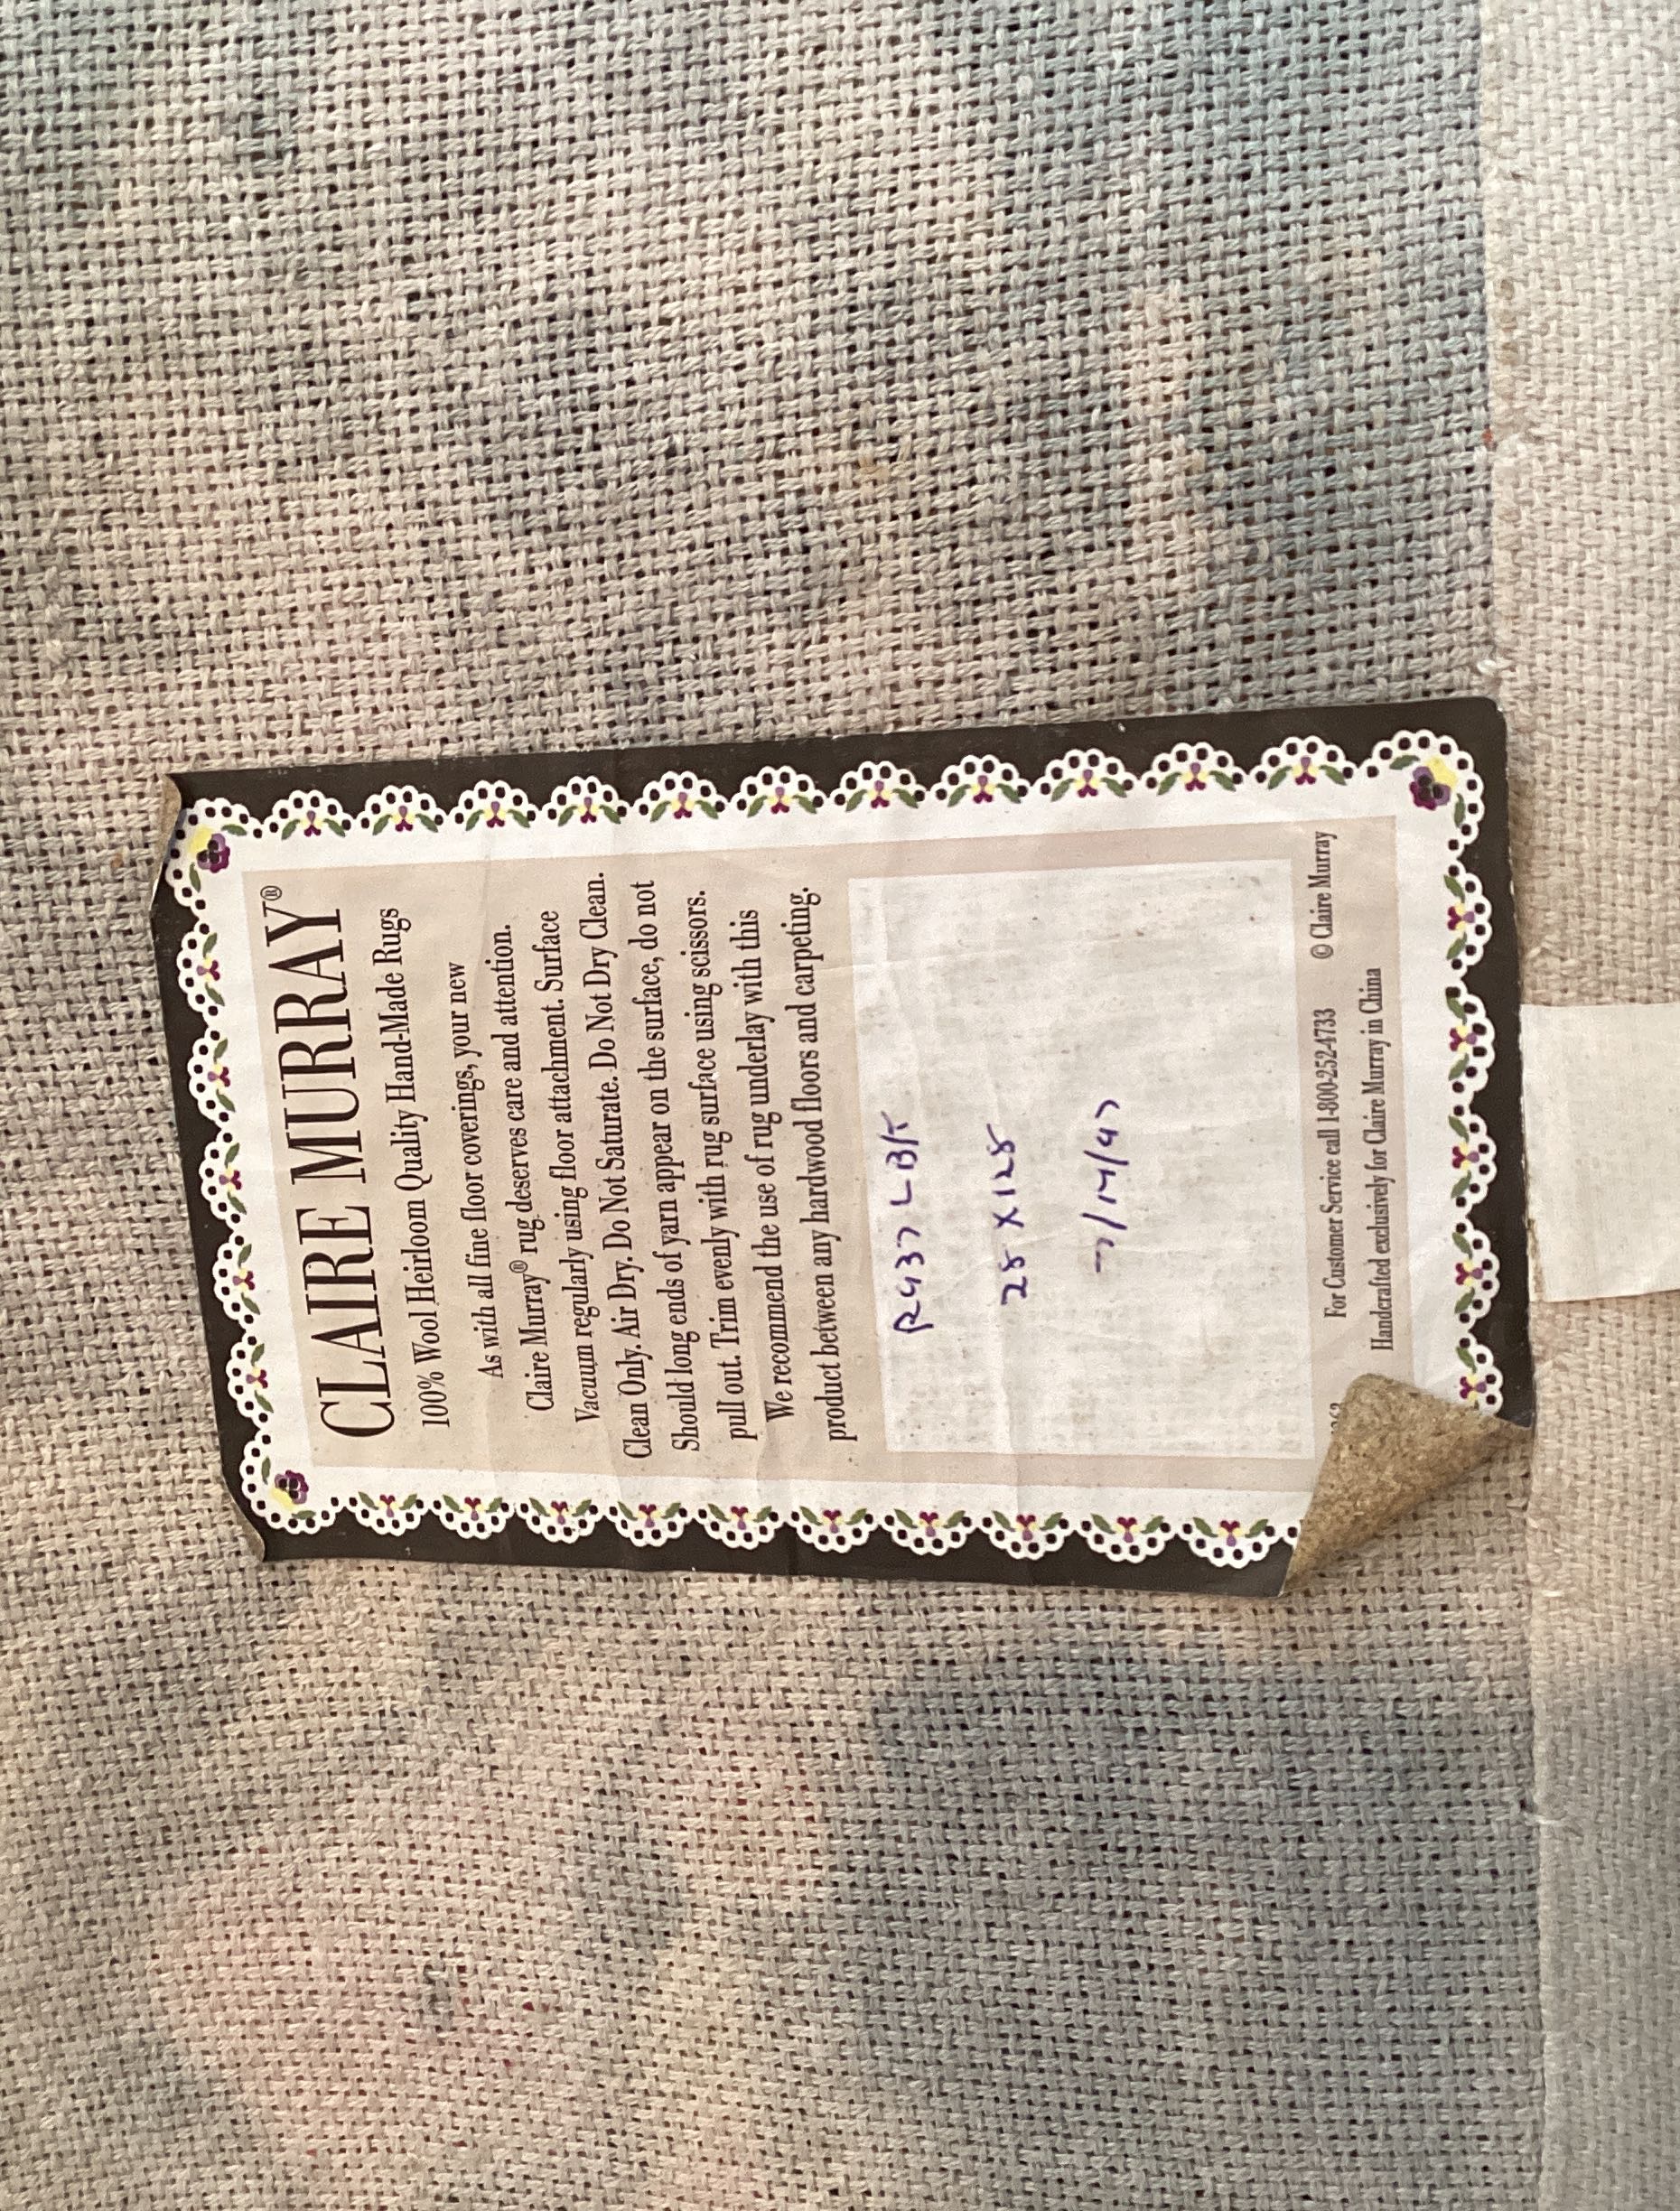 CLAIRE MURRAY®
100% Wool Heirloom Quality Hand-Made Rugs
As with all fine floor coverings, your new
Claire Murray® rug deserves care and attention.
Vacuum regularly using floor attachment. Surface
Clean Only. Air Dry. Do Not Saturate. Do Not Dry Clean.
Should long ends of yarn appear on the surface, do not
pull out. Trim evenly with rug surface using scissors.
We recommend the use of rug underlay with this
product between any hardwood floors and carpeting.
R437
28 X 128
For Customer Service call 1-800-252-4733 © Claire Murray
Handcrafted exclusively for Claire Murray in China